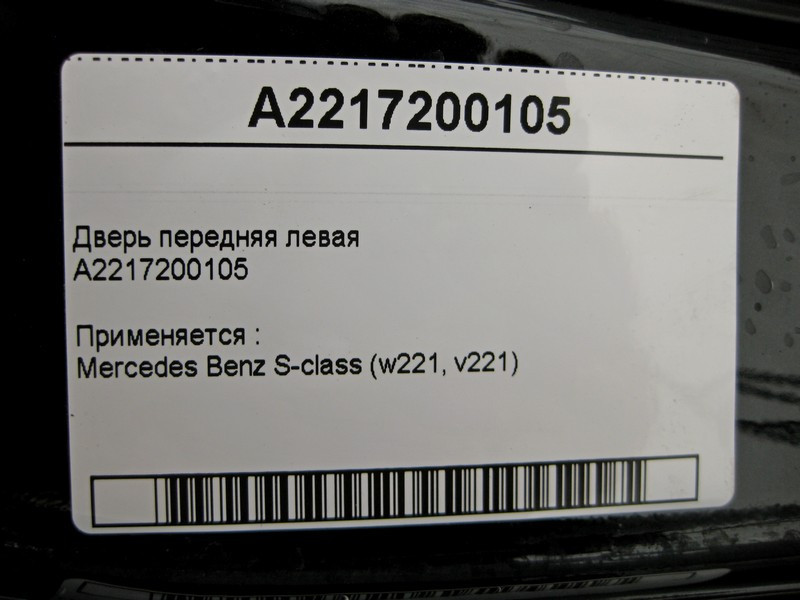 A2217200105
Дверь передняя левая
A2217200105
Применяется :
Mercedes Benz S-class (w221, v221)